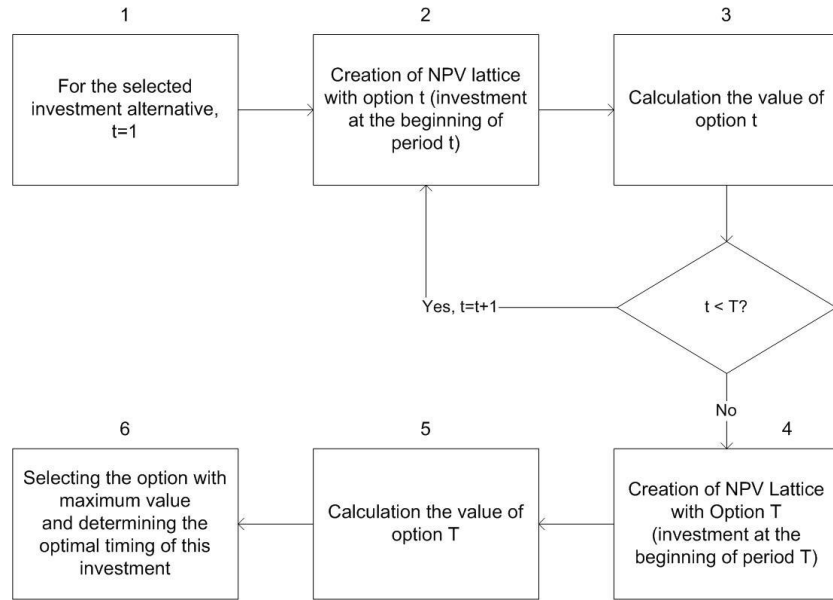 1
For the selected
investment alternative,
t=1
2
Creation of NPV lattice
with option t (investment
at the beginning of
period t)
3
Calculation the value of
option t
t < T?
Yes, t=t+1
No
4
Creation of NPV Lattice
with Option T
(investment at the
beginning of period T)
5
Calculation the value of
option T
6
Selecting the option with
maximum value
and determining the
optimal timing of this
investment